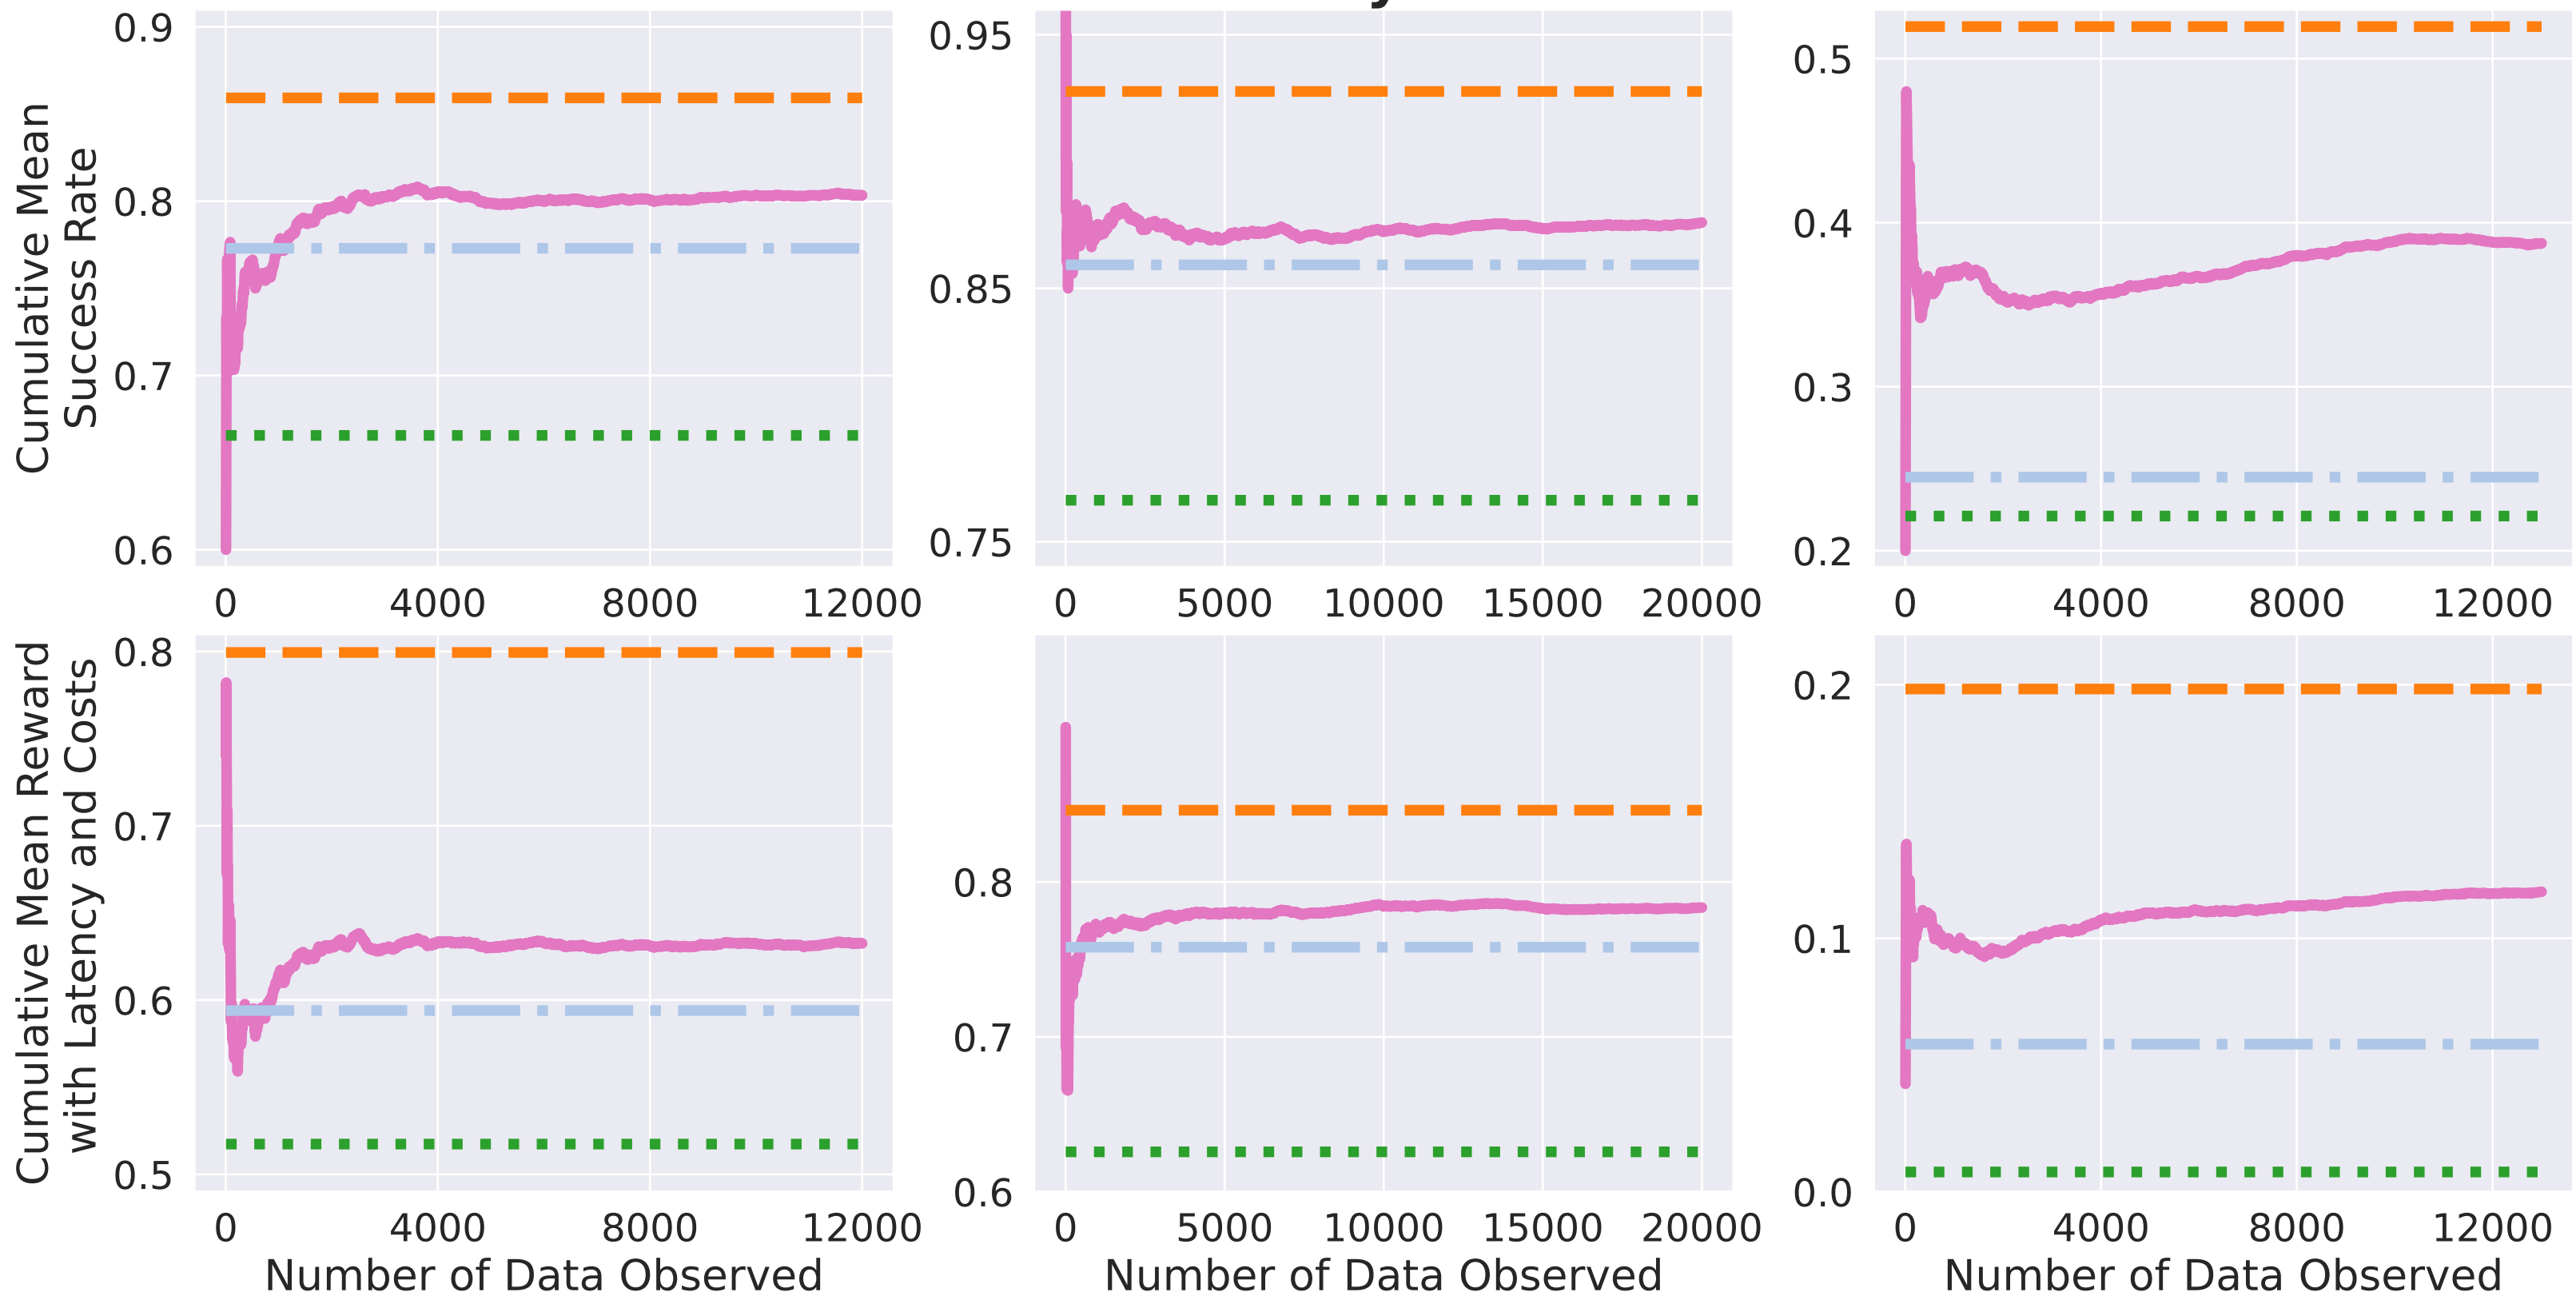 0.9
0.8
0.7
0.6
0.95
0.85
0.75
0.5
0.4
0.3
0.2
Cumulative Mean
Success Rate
0 4000 8000 12000
0 5000 10000 15000 20000
0 4000 8000 12000
0.8
0.7
0.6
0.5
0.8
0.7
0.6
0.2
0.1
0.0
Cumulative Mean Reward
with Latency and Costs
0 4000 8000 12000
0 5000 10000 15000 20000
0 4000 8000 12000
Number of Data Observed
Number of Data Observed
Number of Data Observed